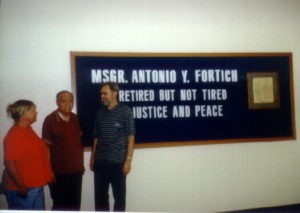 MSGR. ANTONIO Y. FORTICH
RETIRED BUT NOT TIRED
JUSTICE AND PEACE